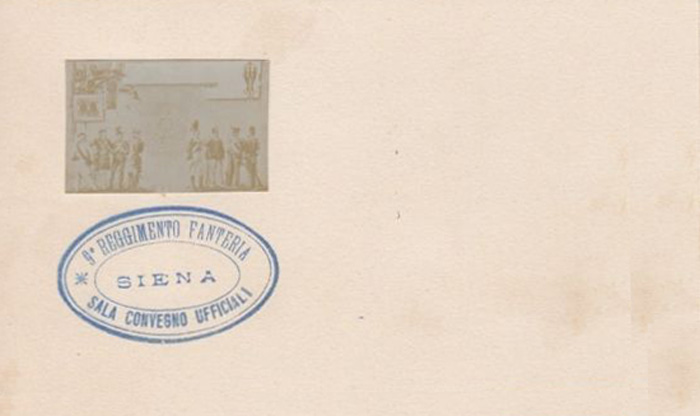 9° REGGIMENTO FANTERIA
SIENA
* SALA CONVEGNO UFFICIALI